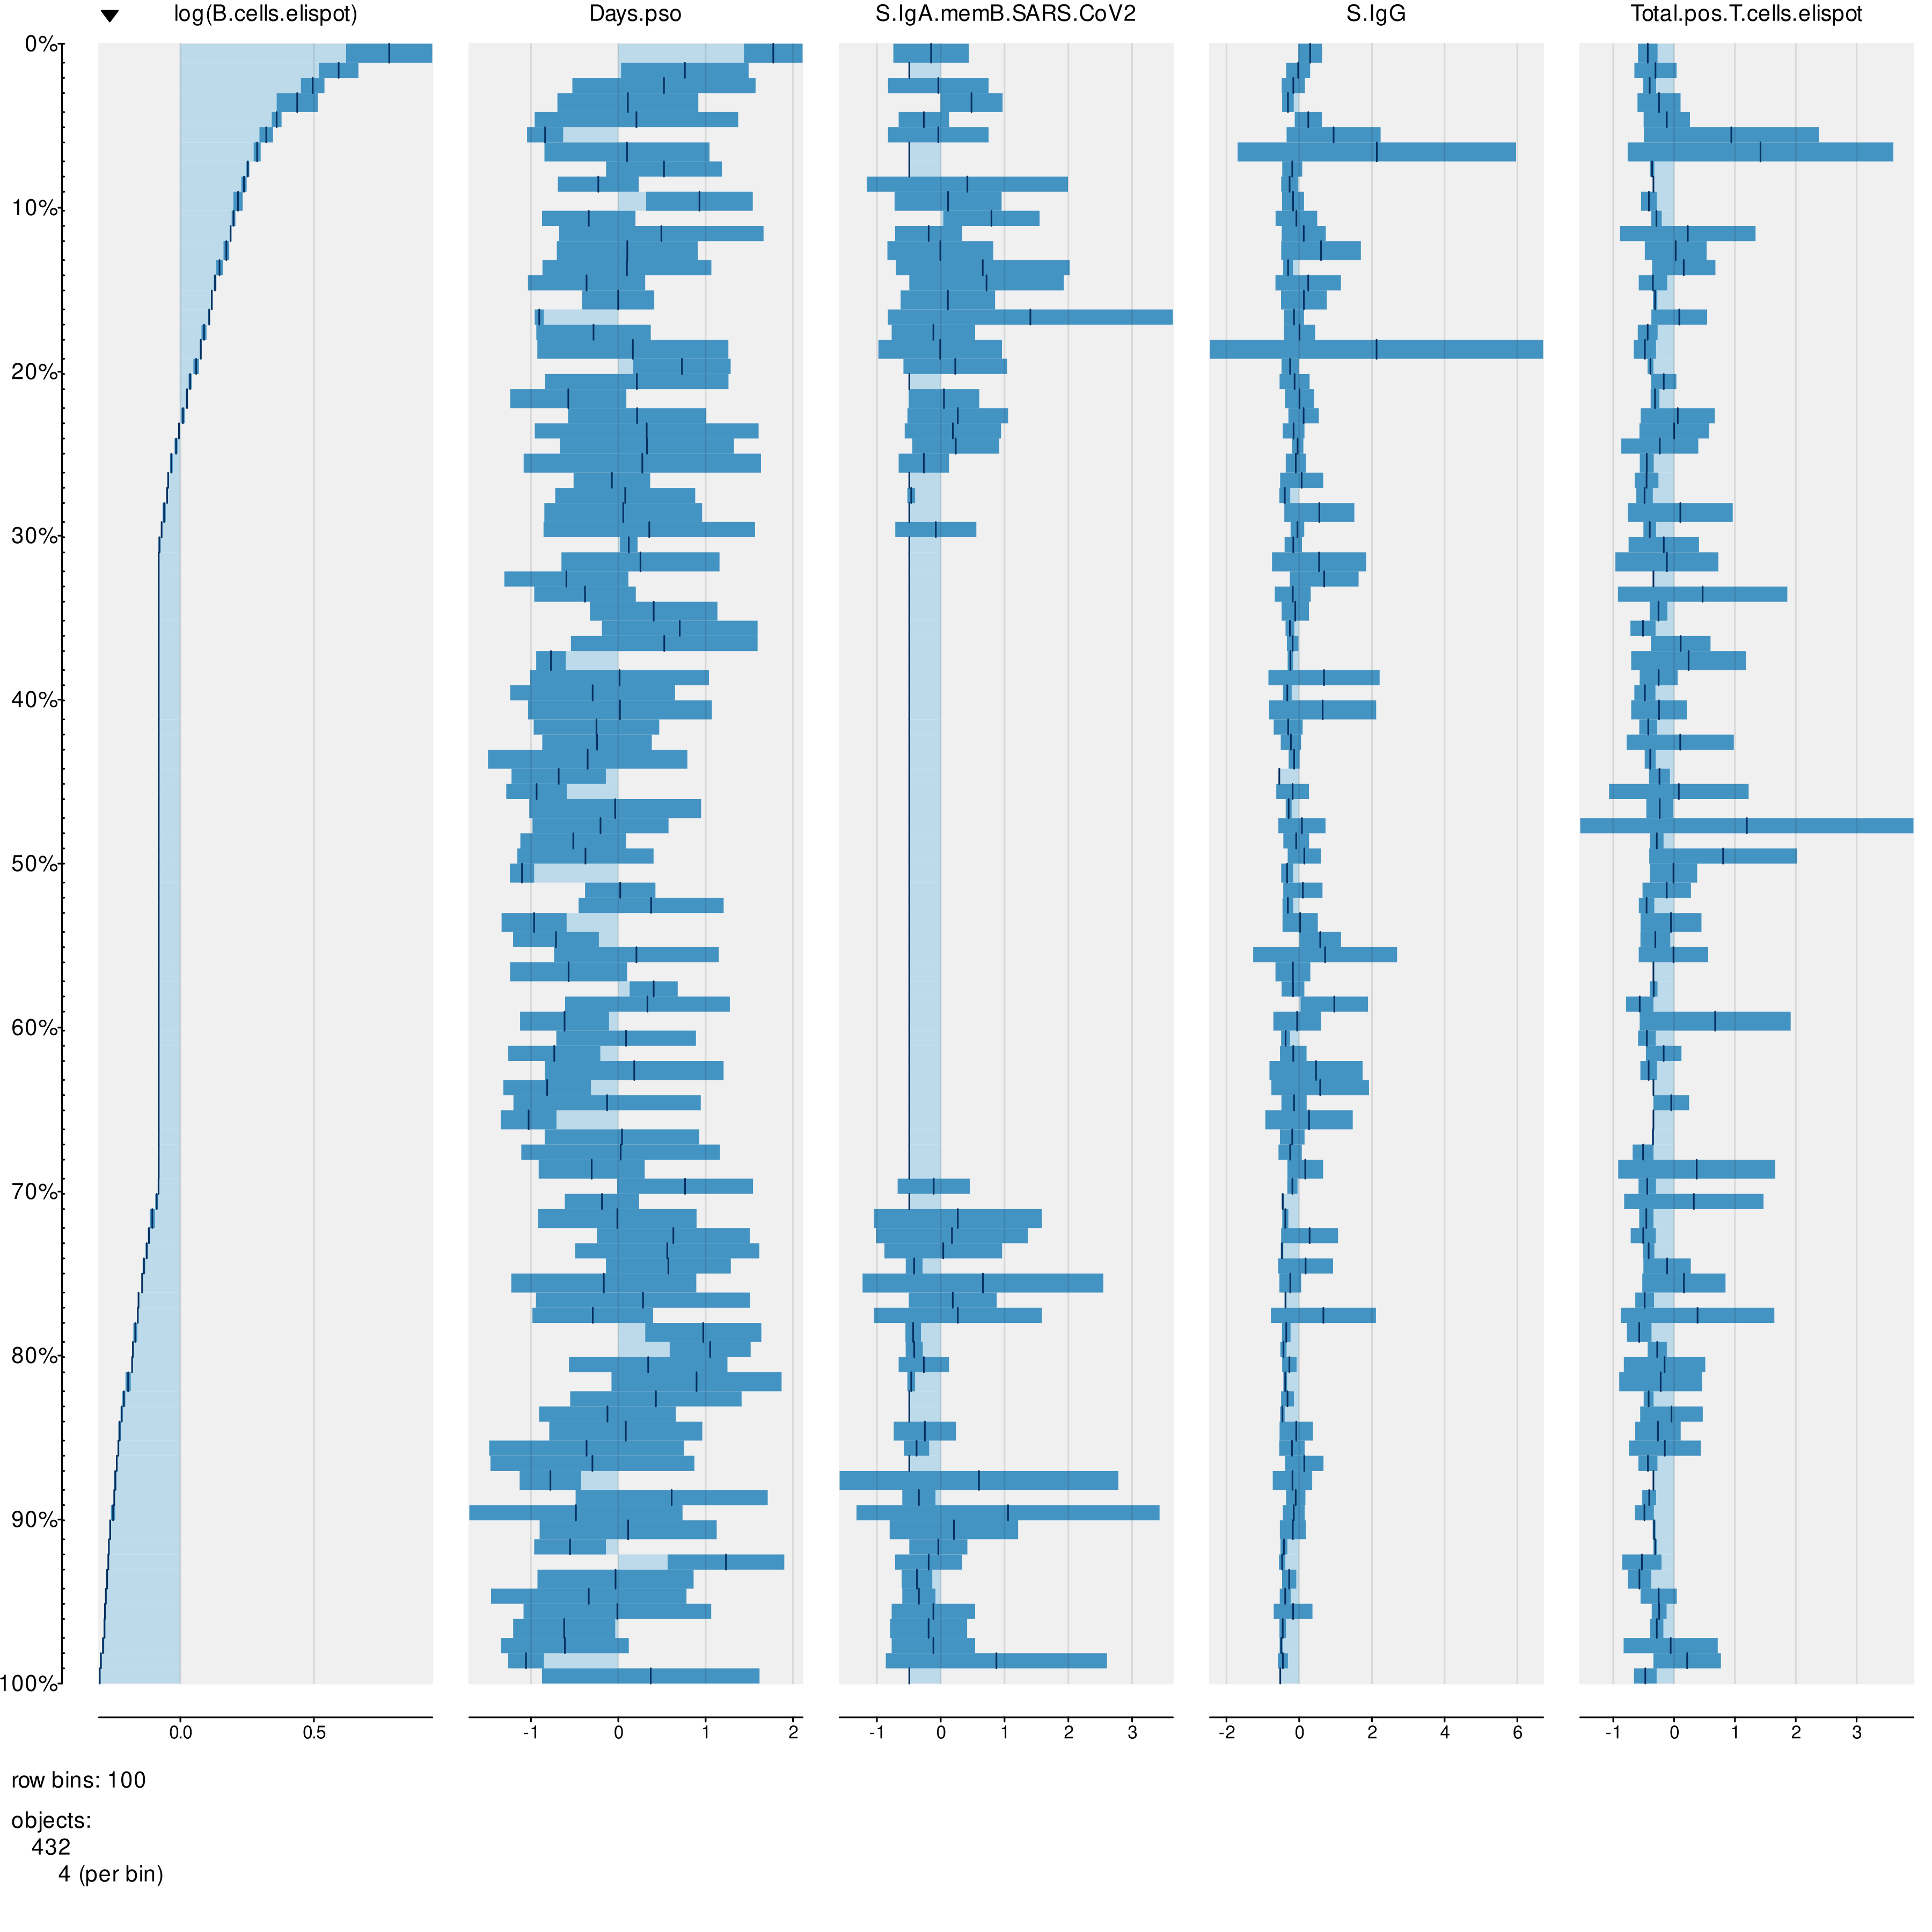 log(B.cells.elispot) Days.pso S.IgA.memB.SARS.CoV2 S.IgG Total.pos.T.cells.elispot
0%
10%
20%
30%
40%
50%
60%
70%
80%
90%
100%
0.0 0.5 -1 0 1 2 -1 0 1 2 3 -2 0 2 4 6 -1 0 1 2 3
row bins: 100
objects:
432
4 (per bin)